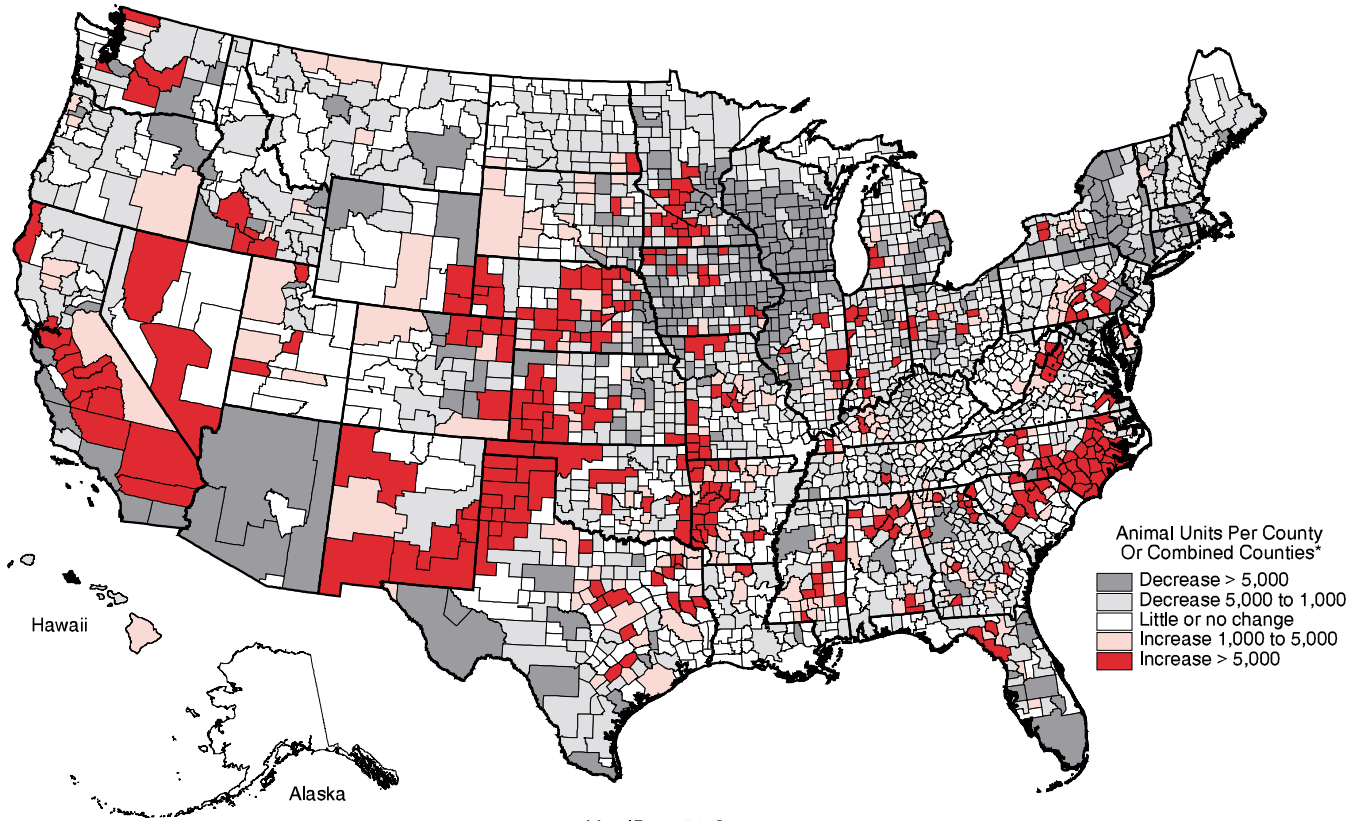 Animal Units Per County
Or Combined Counties*
Decrease > 5,000
Decrease 5,000 to 1,000
Little or no change
Increase 1,000 to 5,000
Increase > 5,000
Hawaii
Alaska